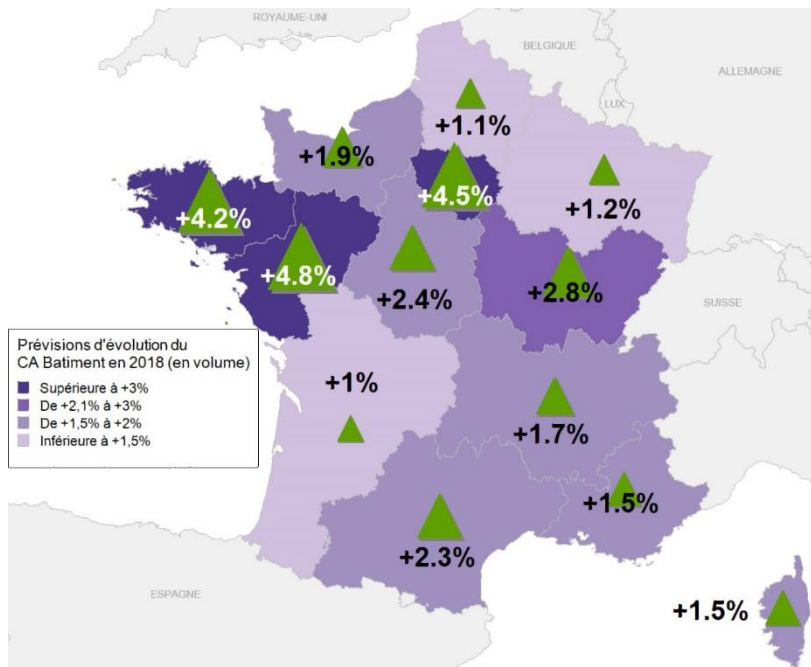 ROYAUME-UNI
BELGIQUE
ALLEMAGNE
LUX
+1.1%
+1.9%
+4.5%
+1.2%
+4.2%
+4.8%
+2.4%
+2.8%
SUISSE
Prévisions d'évolution du
CA Batiment en 2018 (en volume)
Supérieure à +3%
De +2,1% à +3%
De +1,5% à +2%
Inférieure à +1,5%
+1%
+1.7%
+1.5%
+2.3%
ESPAGNE
+1.5%